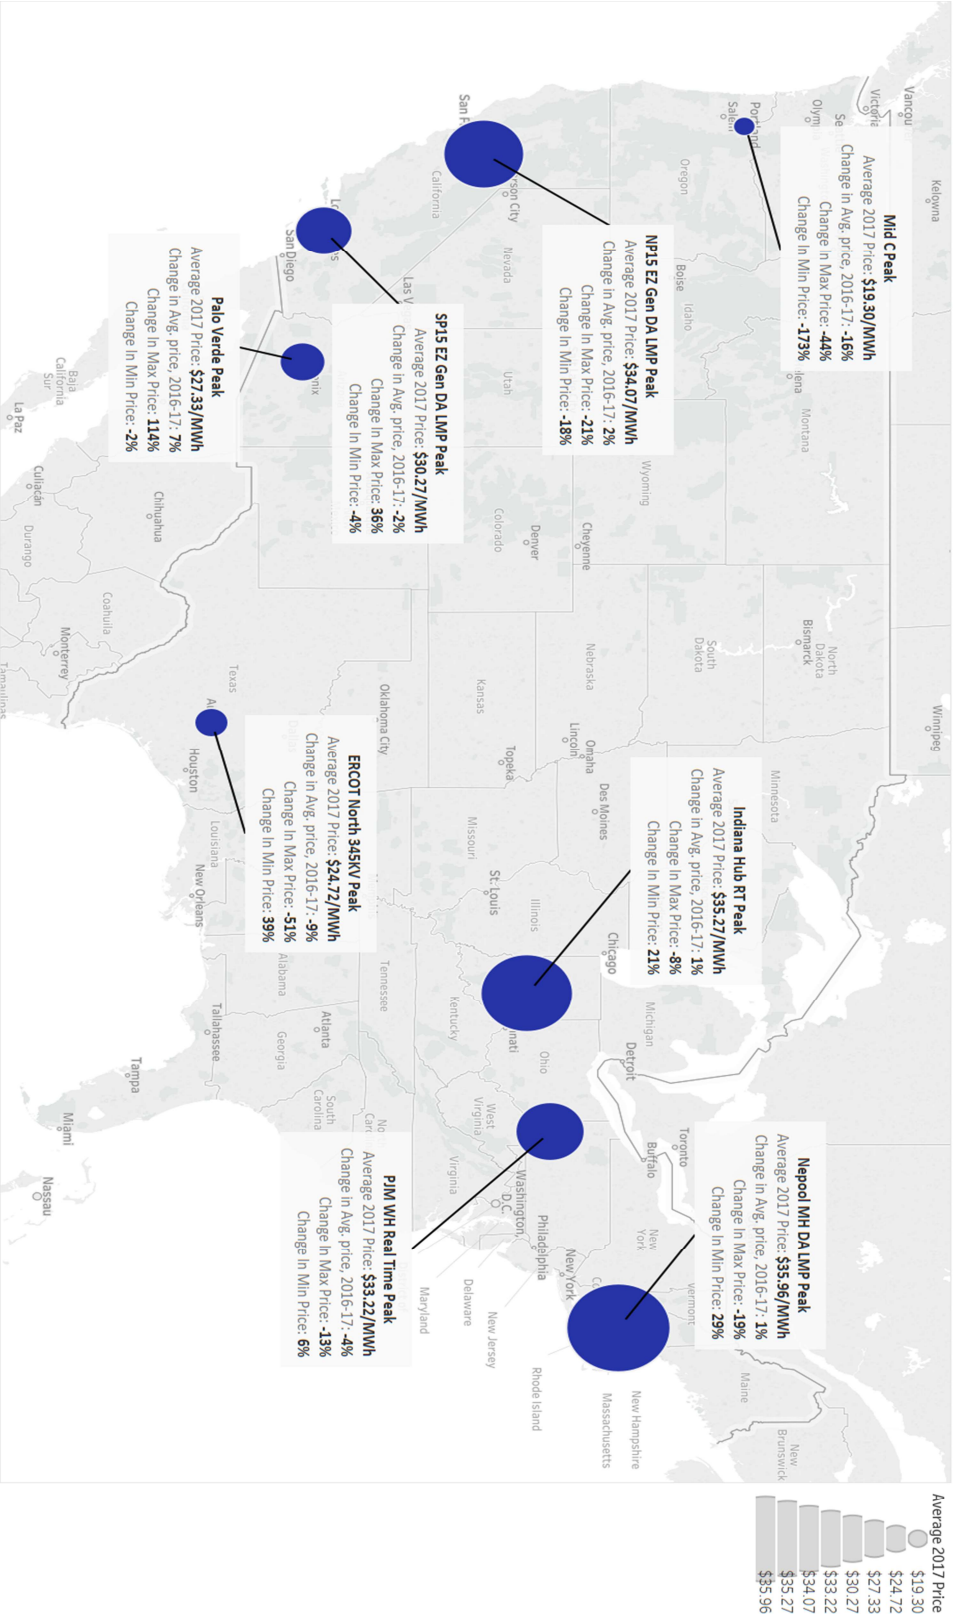 Mid C Peak
Average 2017 Price: $19.30/MWh
Change in Avg. price, 2016-17: -16%
Change In Max Price: -44%
Change In Min Price: -173%
NP15 EZ Gen DA LMP Peak
Average 2017 Price: $34.07/MWh
Change in Avg. price, 2016-17: 2%
Change In Max Price: -21%
Change In Min Price: -18%
SP15 EZ Gen DA LMP Peak
Average 2017 Price: $30.27/MWh
Change in Avg. price, 2016-17: -2%
Change In Max Price: 36%
Change In Min Price: -4%
Palo Verde Peak
Average 2017 Price: $27.33/MWh
Change in Avg. price, 2016-17: 7%
Change In Max Price: 114%
Change In Min Price: -2%
ERCOT North 345KV Peak
Average 2017 Price: $24.72/MWh
Change in Avg. price, 2016-17: -9%
Change In Max Price: -51%
Change In Min Price: 39%
Indiana Hub RT Peak
Average 2017 Price: $35.27/MWh
Change in Avg. price, 2016-17: 1%
Change In Max Price: -8%
Change In Min Price: 21%
Nepool MH DA LMP Peak
Average 2017 Price: $35.96/MWh
Change in Avg. price, 2016-17: 1%
Change In Max Price: -19%
Change In Min Price: 29%
PJM WH Real Time Peak
Average 2017 Price: $33.22/MWh
Change in Avg. price, 2016-17: -4%
Change In Max Price: -13%
Change In Min Price: 6%
Average 2017 Price
$19.30
$24.72
$27.33
$30.27
$33.22
$34.07
$35.27
$35.96
Kelowna
Winnipeg
Oregon
Boise
Idaho
Montana
North
Dakota
Bismarck
South
Dakota
Minnesota
Wyoming
Cheyenne
Nebraska
Lincoln
Omaha
Des Moines
Nevada
Utah
Colorado
Denver
Kansas
Topeka
Missouri
St. Louis
Illinois
Chicago
Michigan
Detroit
Toronto
Buffalo
New
York
Maine
New
Brunswick
New Hampshire
Massachusetts
Rhode Island
New York
New Jersey
Philadelphia
Delaware
Maryland
Washington,
D.C.
West
Virginia
Virginia
Ohio
Kentucky
Tennessee
California
San Diego
Oklahoma City
Texas
Houston
Louisiana
New Orleans
Alabama
Atlanta
Georgia
South
Carolina
Tallahassee
Tampa
Miami
Nassau
Baja
California
Sur
La Paz
Culiacán
Durango
Chihuahua
Coahuila
Monterrey